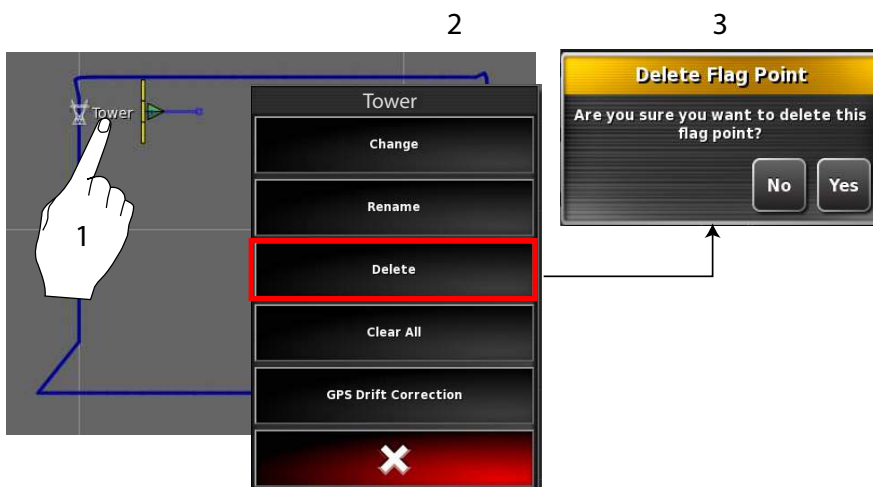 2
3
Tower
1
Tower
Change
Rename
Delete
Clear All
GPS Drift Correction
Delete Flag Point
Are you sure you want to delete this
flag point?
No Yes